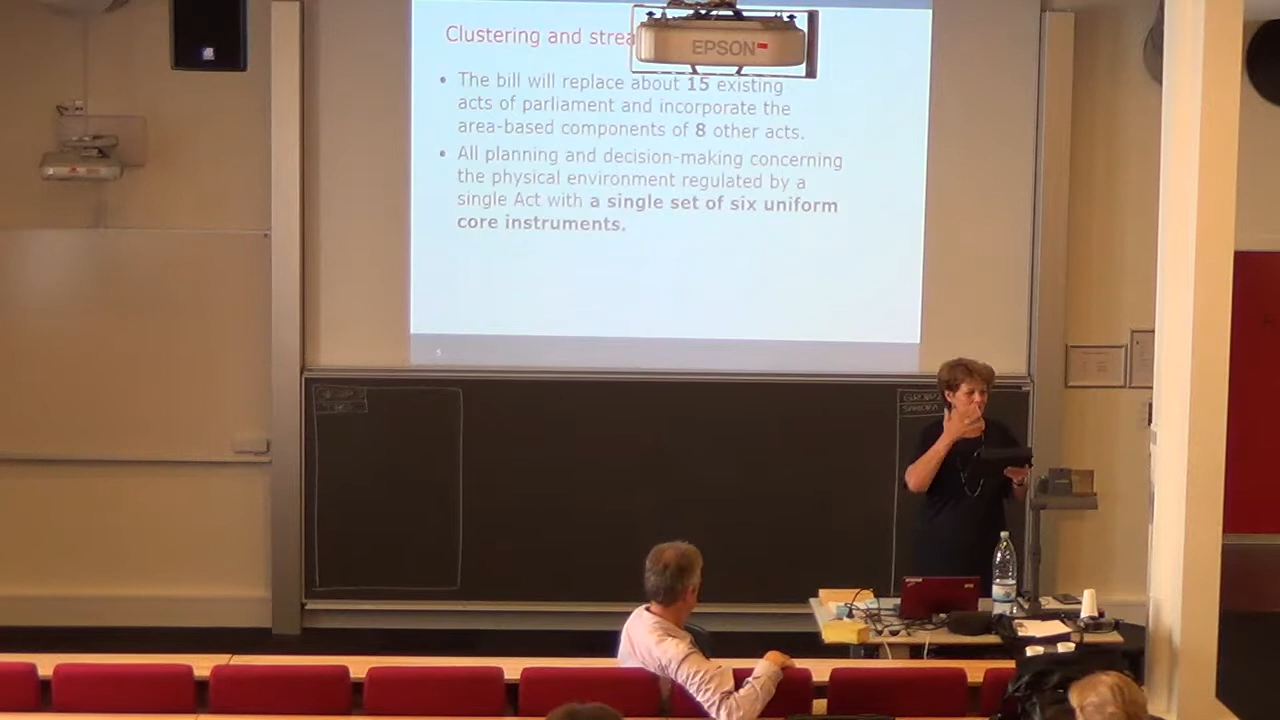 Clustering and strea
EPSON
• The bill will replace about 15 existing
acts of parliament and incorporate the
area-based components of 8 other acts.
• All planning and decision-making concerning
the physical environment regulated by a
single Act with a single set of six uniform
core instruments.
5